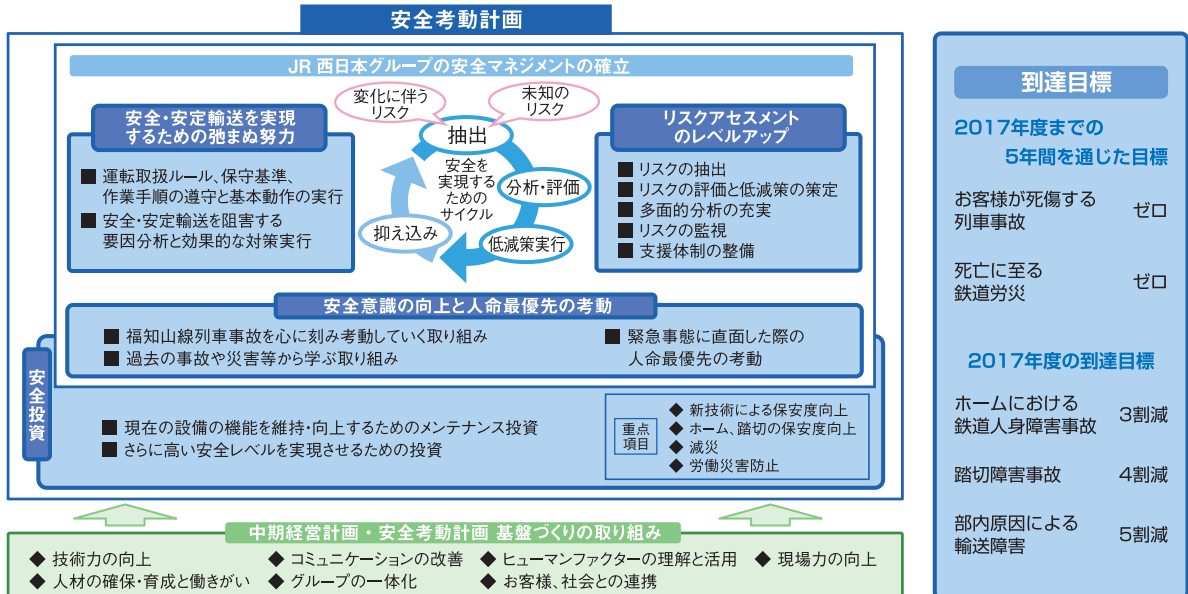 安全考動計画
JR西日本グループの安全マネジメントの確立
安全・安定輸送を実現
するための弛まぬ努力
■ 運転取扱ルール、保守基準、
作業手順の遵守と基本動作の実行
■ 安全・安定輸送を阻害する
要因分析と効果的な対策実行
変化に伴う
リスク
未知の
リスク
抽出
安全を
実現する
ための
サイクル
分析・評価
低減策実行
抑え込み
リスクアセスメント
のレベルアップ
■ リスクの抽出
■ リスクの評価と低減策の策定
■ 多面的分析の充実
■ リスクの監視
■ 支援体制の整備
安全意識の向上と人命最優先の考動
■ 福知山線列車事故を心に刻み考動していく取り組み
■ 過去の事故や災害等から学ぶ取り組み
■ 緊急事態に直面した際の
人命最優先の考動
安全投資
■ 現在の設備の機能を維持・向上するためのメンテナンス投資
■ さらに高い安全レベルを実現させるための投資
重点
項目
◆ 新技術による保安度向上
◆ ホーム、踏切の保安度向上
◆ 減災
◆ 労働災害防止
中期経営計画・安全考動計画 基盤づくりの取り組み
◆ 技術力の向上 ◆ コミュニケーションの改善 ◆ ヒューマンファクターの理解と活用 ◆ 現場力の向上
◆ 人材の確保・育成と働きがい ◆ グループの一体化 ◆ お客様、社会との連携
到達目標
2017年度までの
5年間を通じた目標
お客様が死傷する
列車事故 ゼロ
死亡に至る
鉄道労災 ゼロ
2017年度の到達目標
ホームにおける
鉄道人身障害事故 3割減
踏切障害事故 4割減
部内原因による
輸送障害 5割減